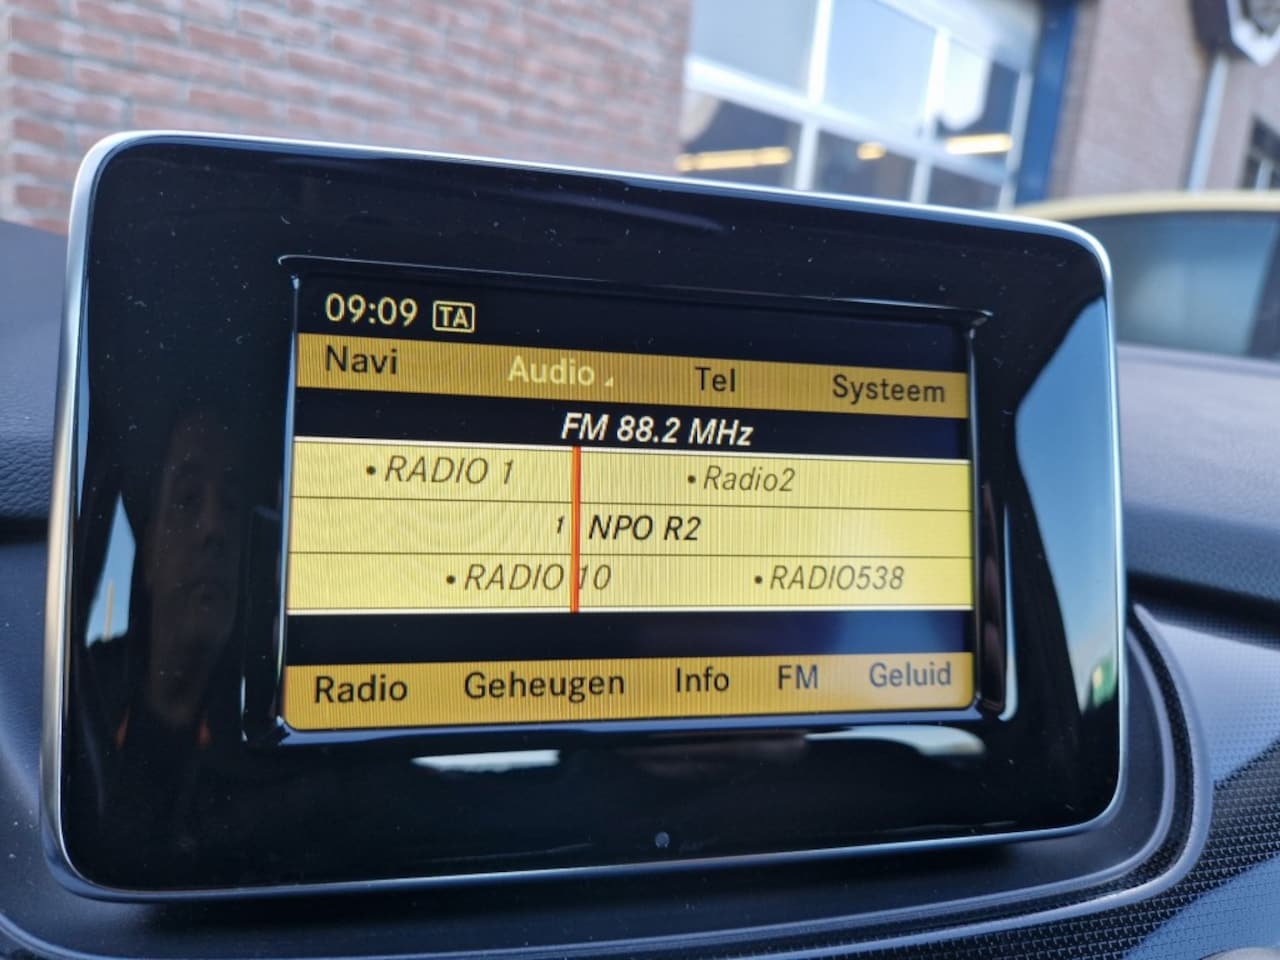 09:09 TA
Navi Audio Tel Systeem
FM 88.2 MHz
•RADIO 1 •Radio2
1 NPO R2
•RADIO 10 •RADIO538
Radio Geheugen Info FM Geluid